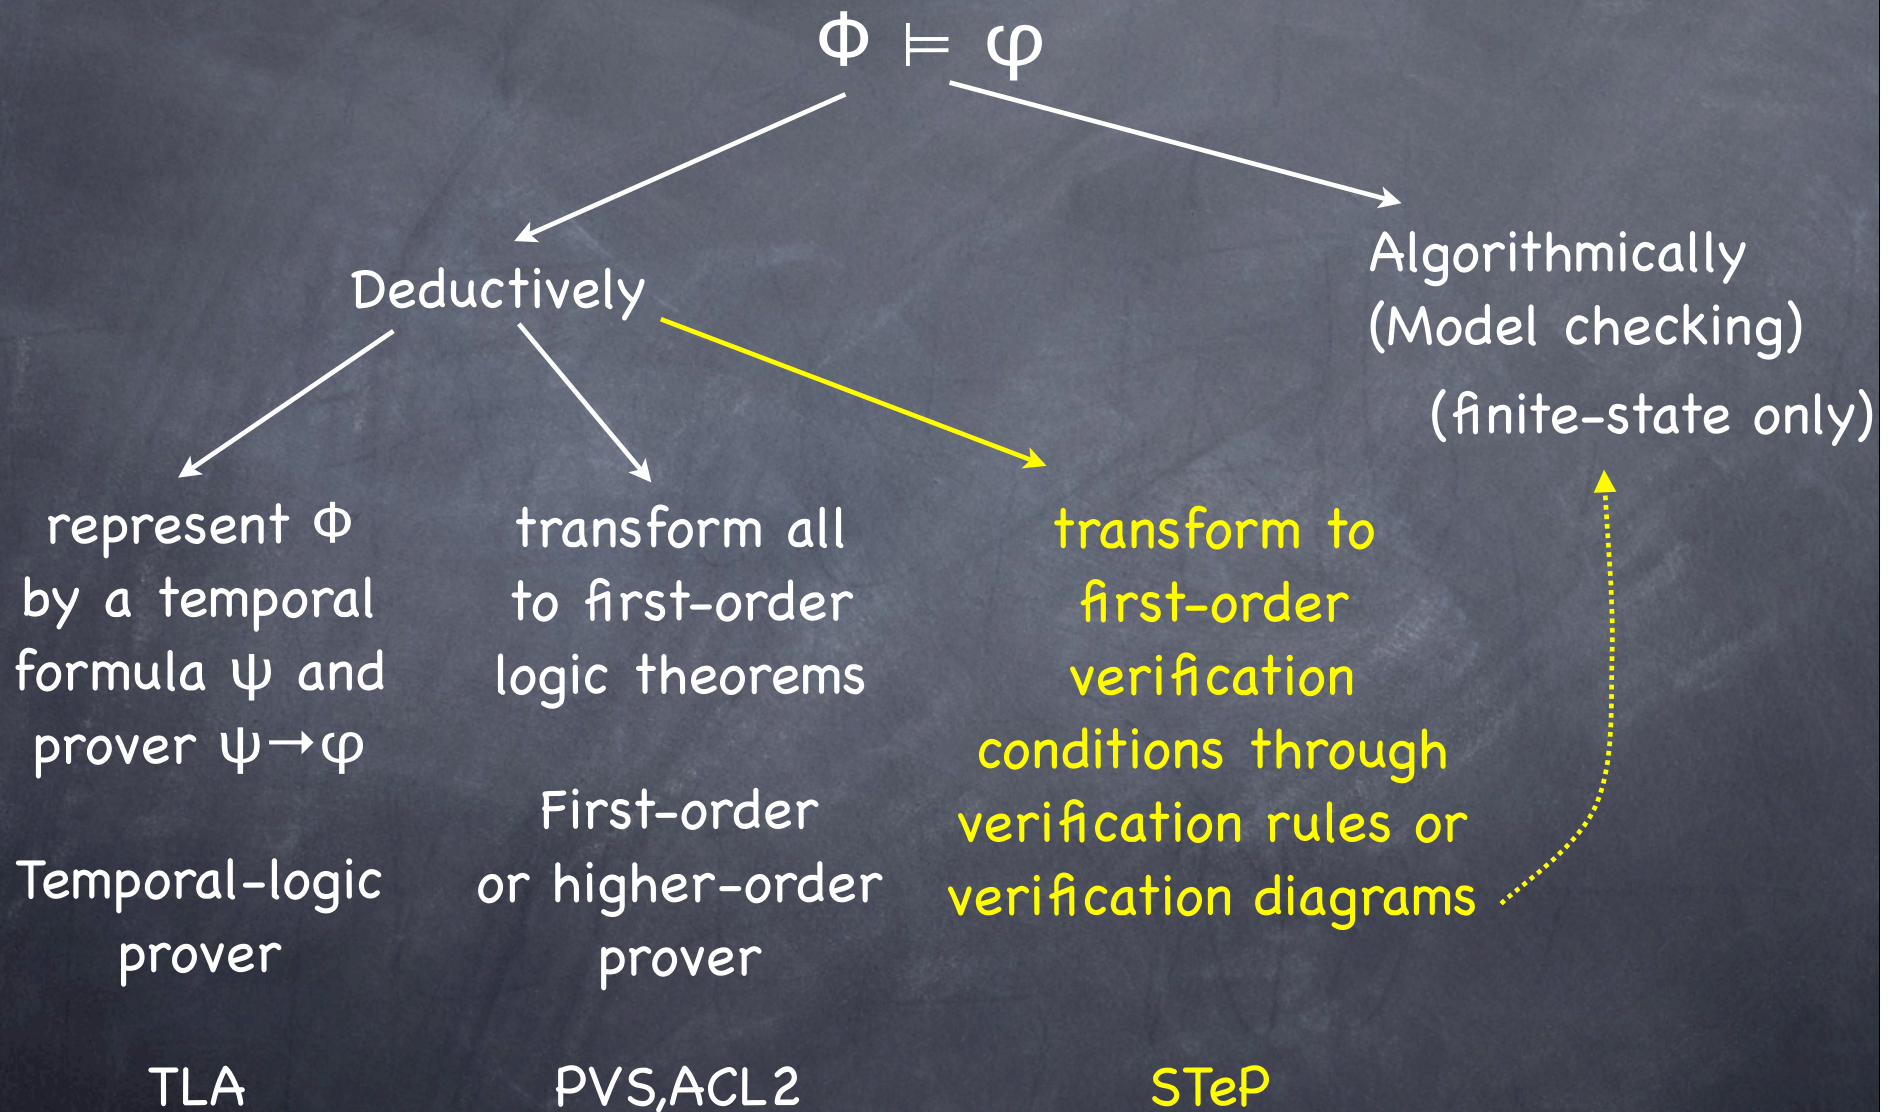 Φ ⊨ φ
Deductively
Algorithmically
(Model checking)
(finite-state only)
represent Φ
by a temporal
formula ψ and
prover ψ→φ
Temporal-logic
prover
TLA
transform all
to first-order
logic theorems
First-order
or higher-order
prover
PVS,ACL2
transform to
first-order
verification
conditions through
verification rules or
verification diagrams
STeP